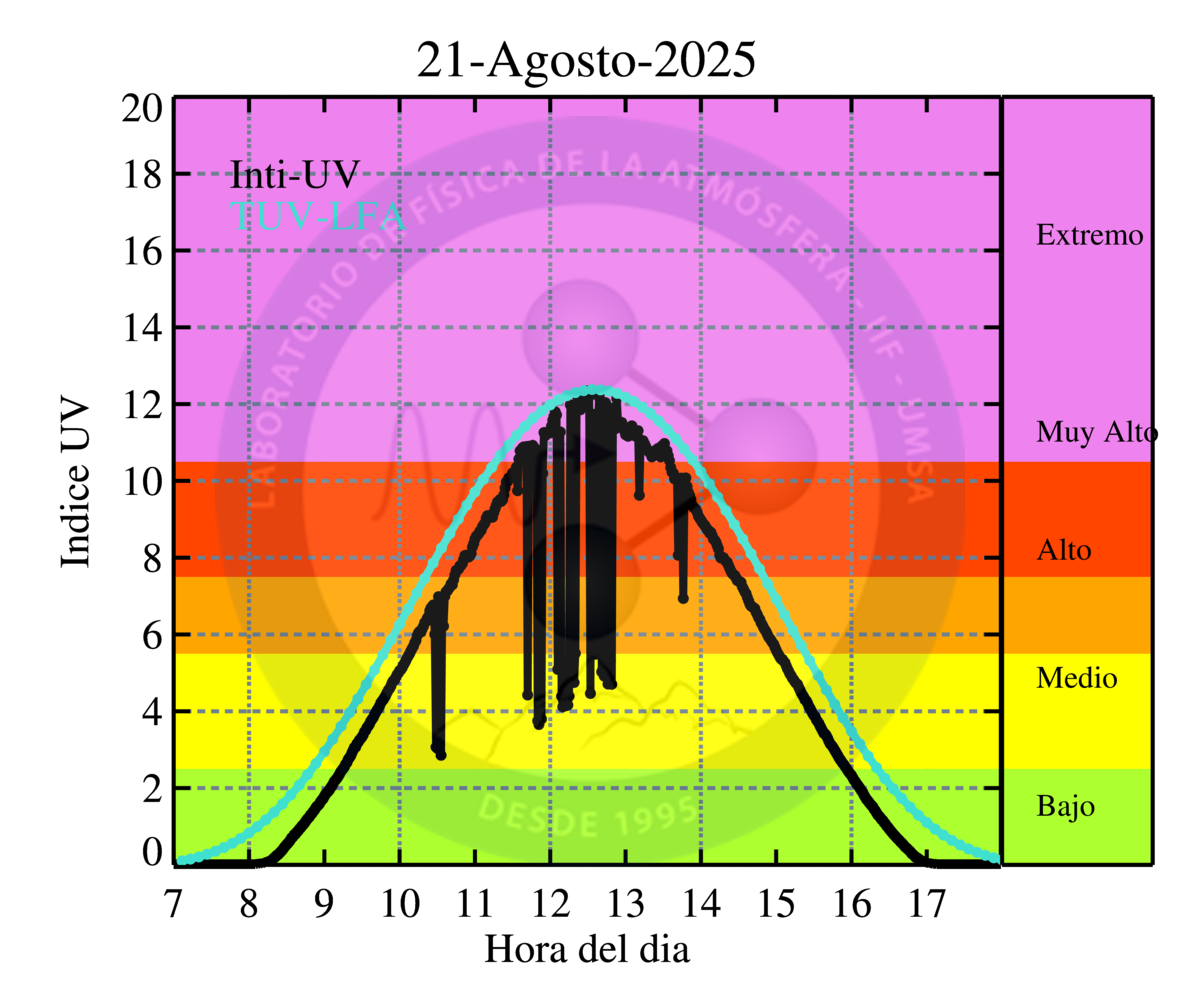 21-Agosto-2025
Inti-UV
TUV-LFA
LABORATORIO DE FÍSICA DE LA ATMÓSFERA - IIF - UMSA
DESDE 1995
Indice UV
20
18
16
14
12
10
8
6
4
2
0
Extremo
Muy Alto
Alto
Medio
Bajo
7 8 9 10 11 12 13 14 15 16 17
Hora del dia